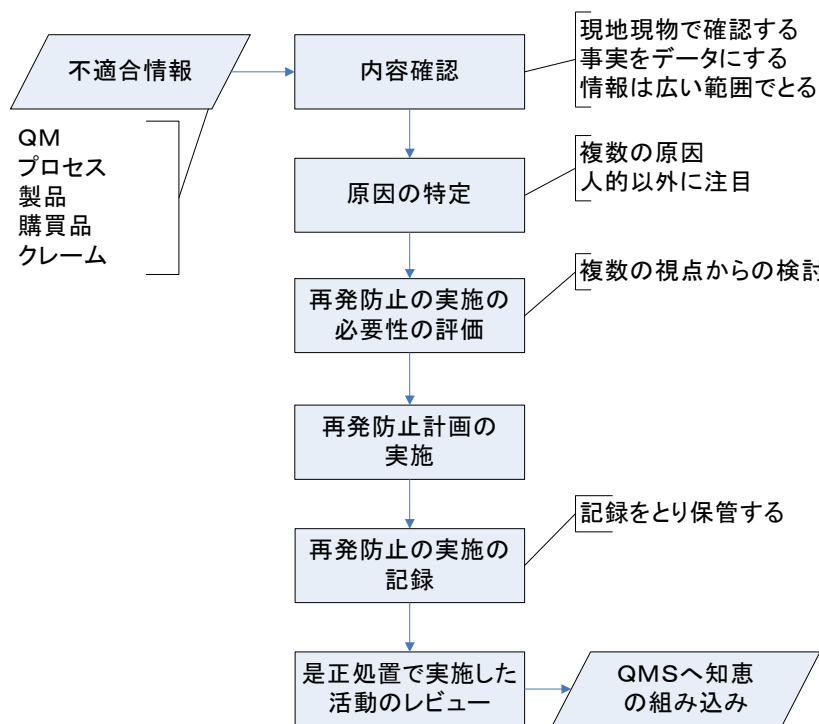 不適合情報
QM
プロセス
製品
購買品
クレーム
内容確認
現地現物で確認する
事実をデータにする
情報は広い範囲でとる
原因の特定
複数の原因
人的以外に注目
再発防止の実施の
必要性の評価
複数の視点からの検討
再発防止計画の
実施
再発防止の実施の
記録
記録をとり保管する
是正処置で実施した
活動のレビュー
QMSへ知恵
の組み込み